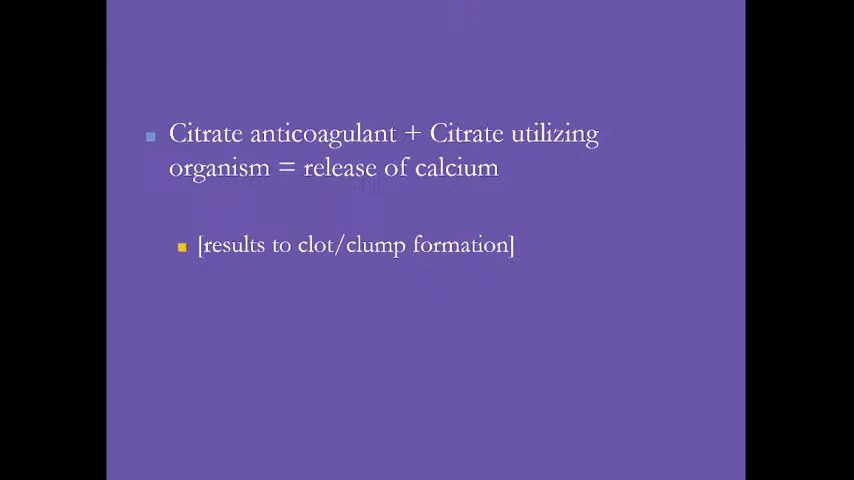 Citrate anticoagulant + Citrate utilizing
organism = release of calcium
[results to clot/clump formation]